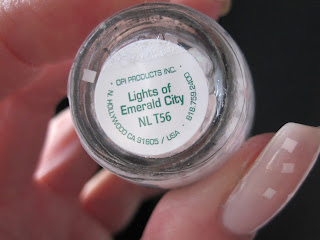 OPI PRODUCTS INC.
Lights of
Emerald City
NL T56
N. HOLLYWOOD CA 91605 / USA
818.759.2400